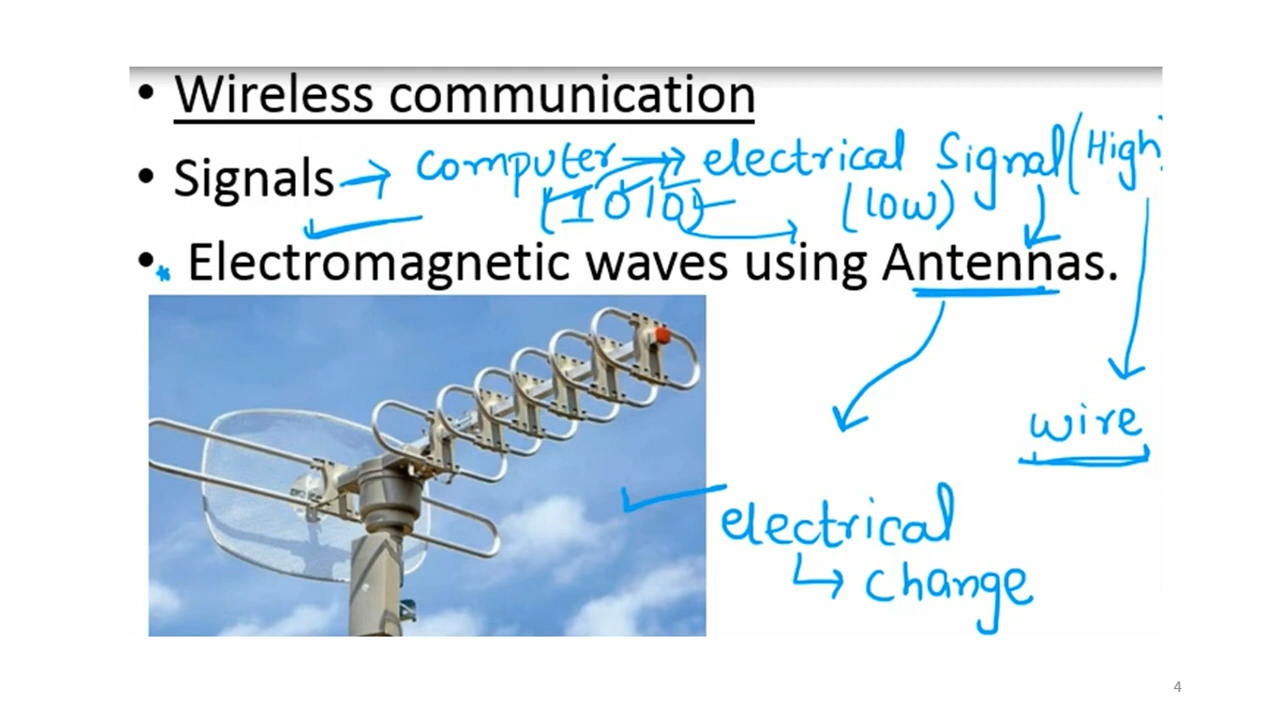 • Wireless communication
• Signals → computer → electrical Signal (High
(1010) (low)
• * Electromagnetic waves using Antennas.
wire
electrical
↳ change
4